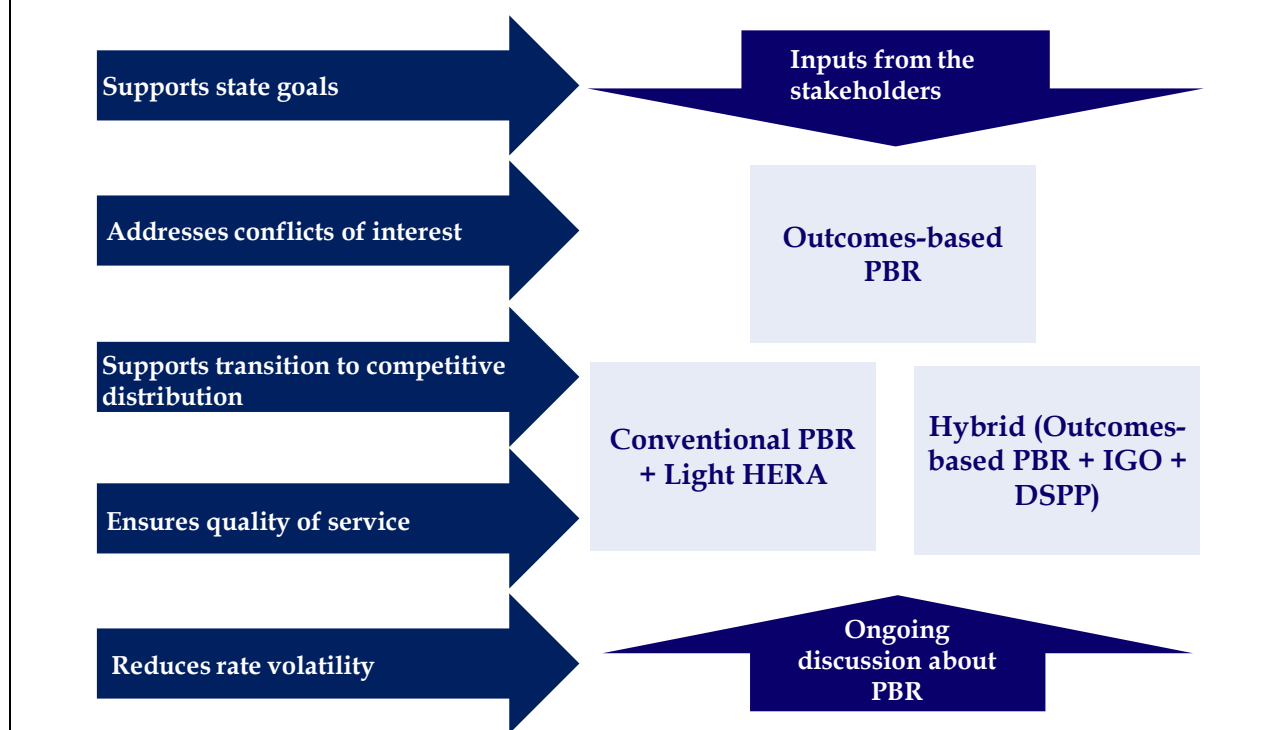 Supports state goals
Addresses conflicts of interest
Supports transition to competitive
distribution
Ensures quality of service
Reduces rate volatility
Inputs from the
stakeholders
Outcomes-based
PBR
Conventional PBR
+ Light HERA
Hybrid (Outcomes-
based PBR + IGO +
DSPP)
Ongoing
discussion about
PBR